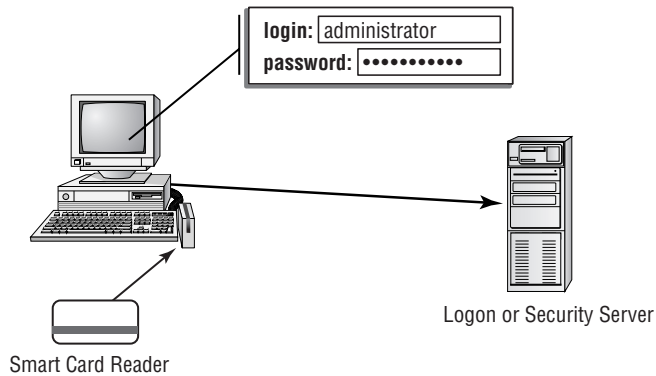 login: administrator
password: •••••••••••
Logon or Security Server
Smart Card Reader